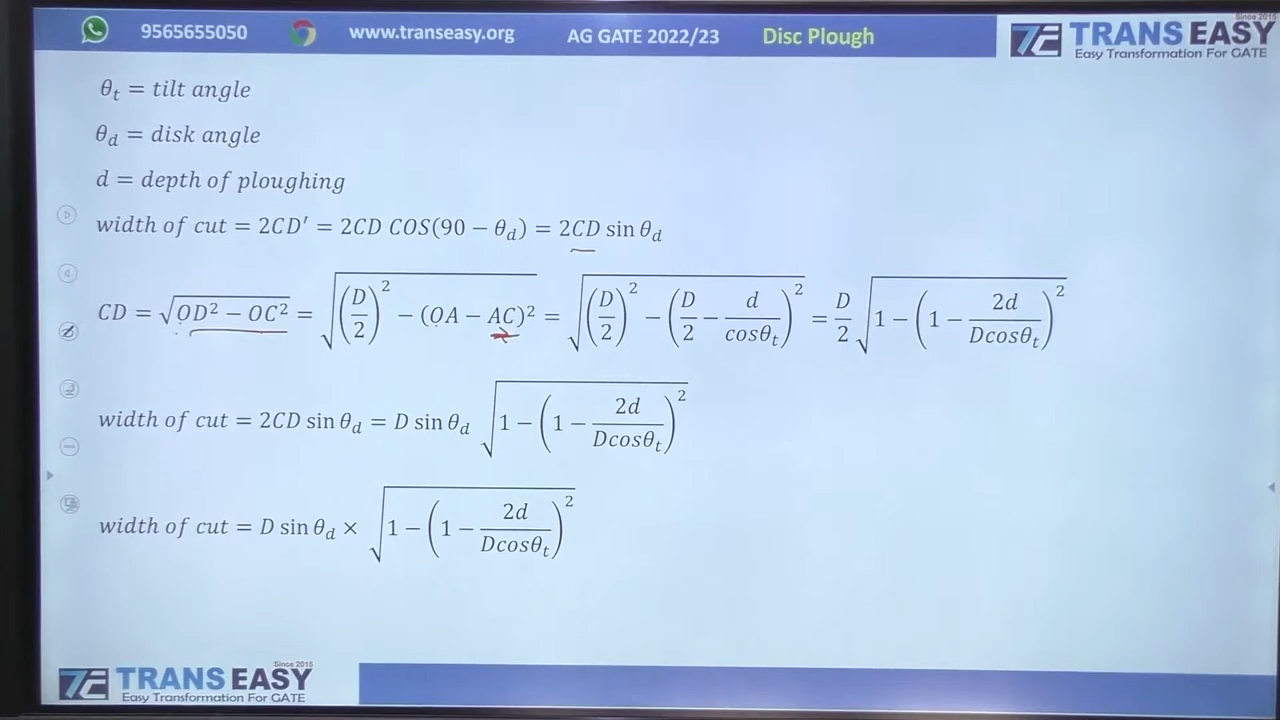 9565655050 www.transeasy.org AG GATE 2022/23 Disc Plough
Since 2015
TRANS EASY
Easy Transformation For GATE
θ_t = tilt angle
θ_d = disk angle
d = depth of ploughing
width of cut = 2CD′ = 2CD COS(90 − θ_d) = 2CD sin θ_d
CD = √(OD² − OC²) = √((D/2)² − (OA − AC)²) = √((D/2)² − (D/2 − d/cosθ_t)²) = D/2 √(1 − (1 − 2d/Dcosθ_t)²)
width of cut = 2CD sin θ_d = D sin θ_d √(1 − (1 − 2d/Dcosθ_t)²)
width of cut = D sin θ_d × √(1 − (1 − 2d/Dcosθ_t)²)
Since 2015
TRANS EASY
Easy Transformation For GATE